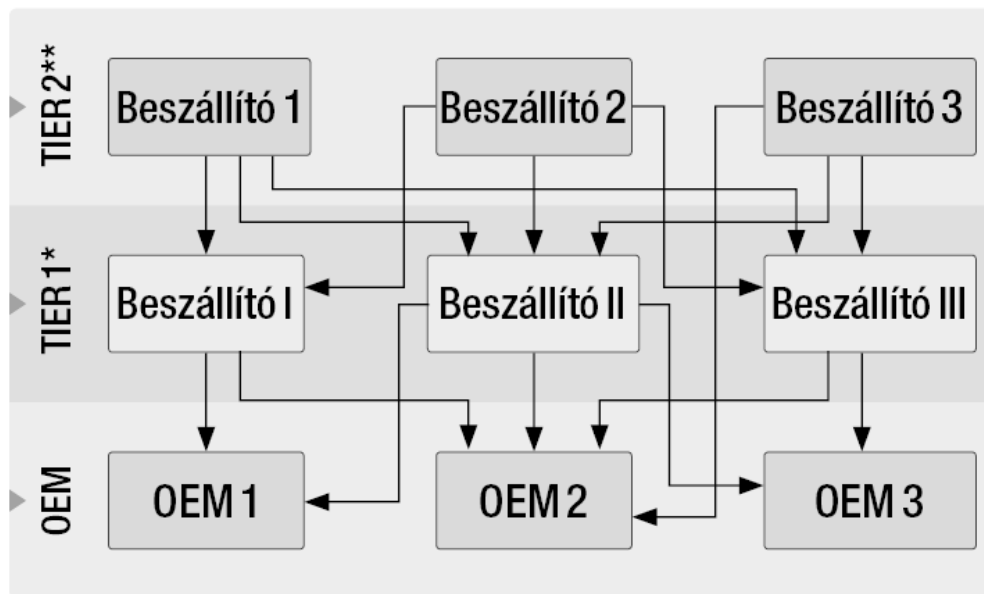 TIER 2**
Beszállító 1
Beszállító 2
Beszállító 3
TIER 1*
Beszállító I
Beszállító II
Beszállító III
OEM
OEM 1
OEM 2
OEM 3